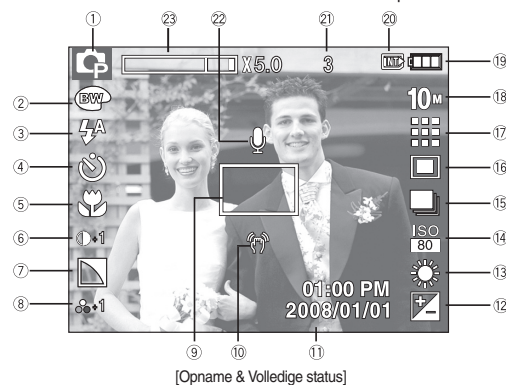 ① ㉓ ㉒ ㉑ ⑳
P X5.0 3 INT ⑲
② BW 10M ⑱
③ A ⑰
④ ⑯
⑤ ⑮
⑥ +1 ISO 80 ⑭
⑦ 01:00 PM ⑬
⑧ +1 2008/01/01 ⑫
⑨ ⑩ ⑪
[Opname & Volledige status]